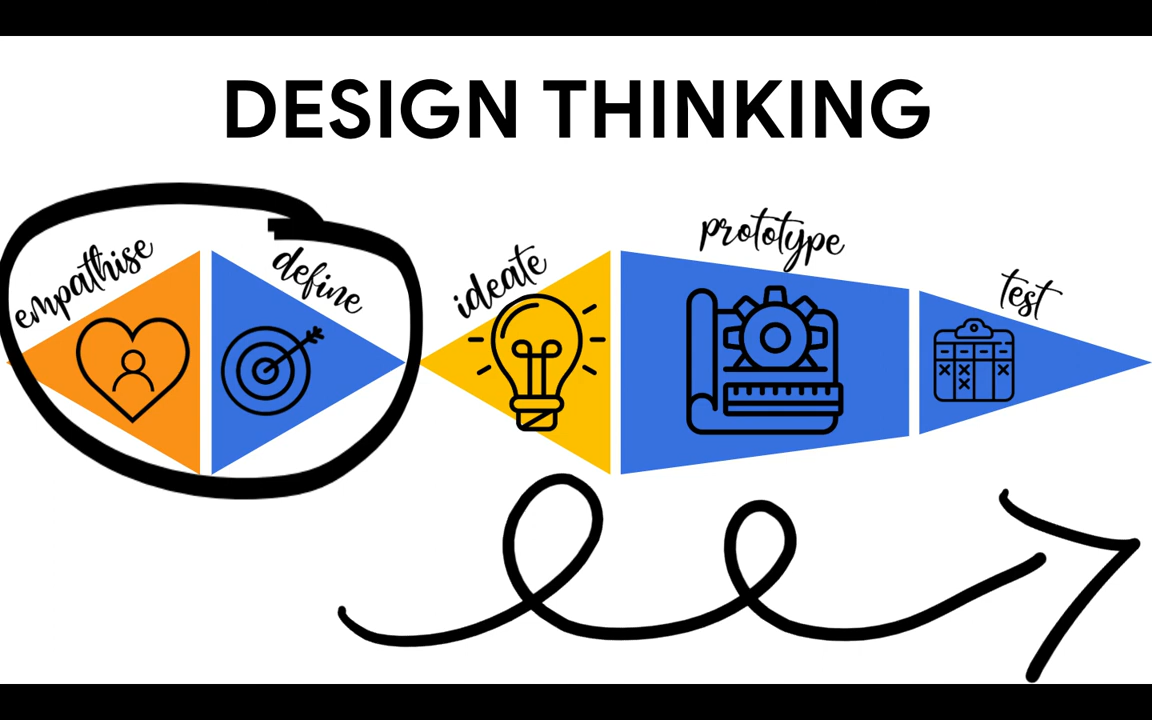 DESIGN THINKING
empathise
define
ideate
prototype
test